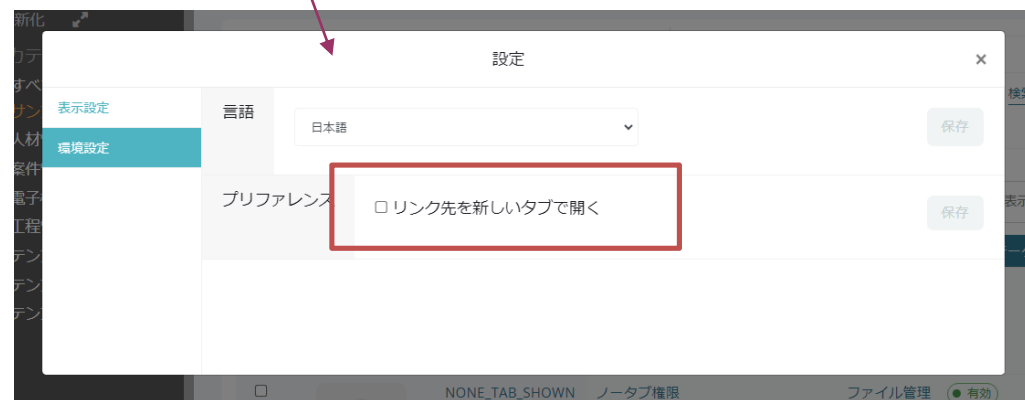 新化
カテ
設定
×
すべ
検
サン
表示設定
言語
日本語
保存
人材
環境設定
案件
電子
プリファレンス
リンク先を新しいタブで開く
保存
表示
工程
テン
テン
テン
NONE_TAB_SHOWN
ノータブ権限
ファイル管理
有効